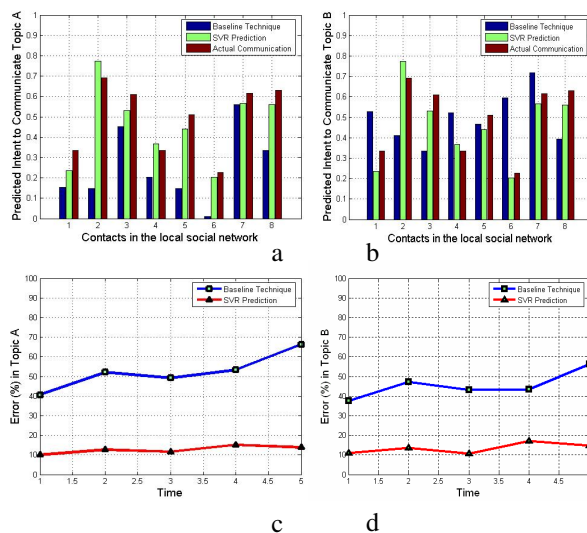 Predicted Intent to Communicate Topic A
1
0.9
0.8
0.7
0.6
0.5
0.4
0.3
0.2
0.1
0
Baseline Technique
SVR Prediction
Actual Communication
1 2 3 4 5 6 7 8
Contacts in the local social network
a
Predicted Intent to Communicate Topic B
1
0.9
0.8
0.7
0.6
0.5
0.4
0.3
0.2
0.1
0
Baseline Technique
SVR Prediction
Actual Communication
1 2 3 4 5 6 7 8
Contacts in the local social network
b
Error (%) in Topic A
100
90
80
70
60
50
40
30
20
10
0
Baseline Technique
SVR Prediction
1 1.5 2 2.5 3 3.5 4 4.5 5
Time
c
Error (%) in Topic B
100
90
80
70
60
50
40
30
20
10
0
Baseline Technique
SVR Prediction
1 1.5 2 2.5 3 3.5 4 4.5
Time
d